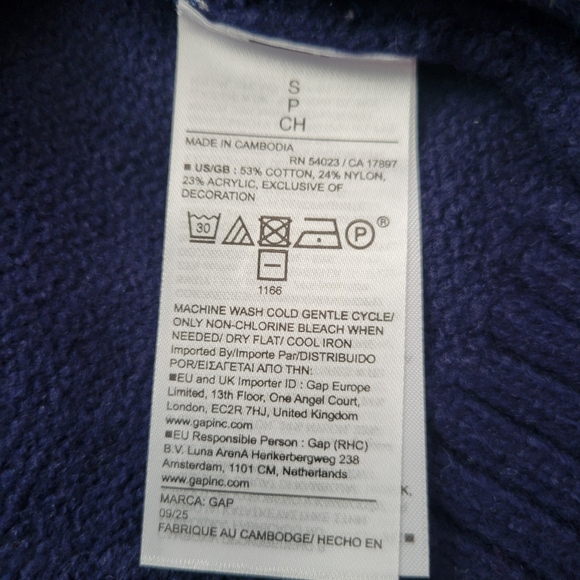 S
P
CH
MADE IN CAMBODIA
RN 54023 / CA 17897
■ US/GB : 53% COTTON, 24% NYLON,
23% ACRYLIC, EXCLUSIVE OF
DECORATION
30 P ®
1166
MACHINE WASH COLD GENTLE CYCLE/
ONLY NON-CHLORINE BLEACH WHEN
NEEDED/ DRY FLAT/ COOL IRON
Imported By/Importe Par/DISTRIBUIDO
POR/ΕΙΣΑΓΕΤΑΙ ΑΠΟ ΤΗΝ:
■EU and UK Importer ID : Gap Europe
Limited, 13th Floor, One Angel Court,
London, EC2R 7HJ, United Kingdom
www.gapinc.com
■EU Responsible Person : Gap (RHC)
B.V. Luna ArenA Herikerbergweg 238
Amsterdam, 1101 CM, Netherlands
www.gapinc.com
K.
MARCA: GAP
09/25
FABRIQUE AU CAMBODGE/ HECHO EN ■